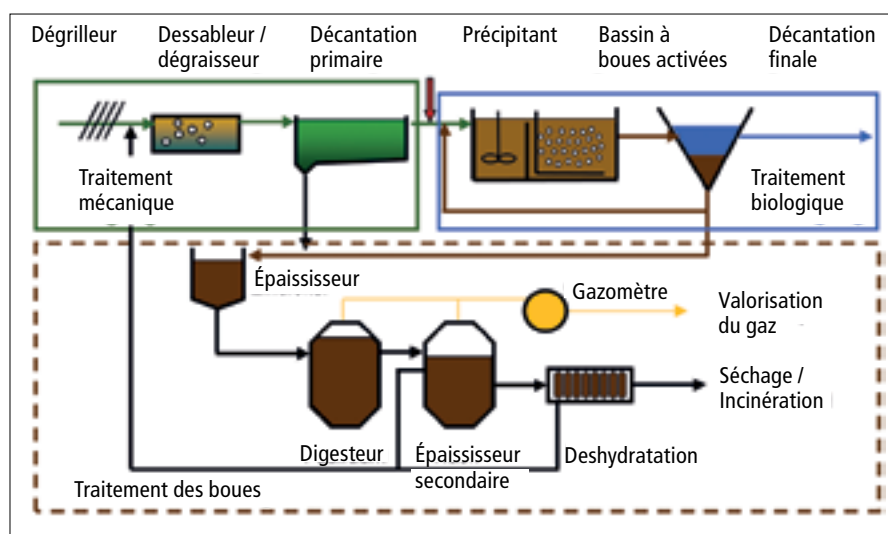 Dégrilleur
Dessableur /
dégraisseur
Décantation
primaire
Précipitant
Bassin à
boues activées
Décantation
finale
Traitement
mécanique
Traitement
biologique
Épaississeur
Gazomètre
Valorisation
du gaz
Séchage /
Incinération
Digesteur
Épaississeur
secondaire
Deshydratation
Traitement des boues